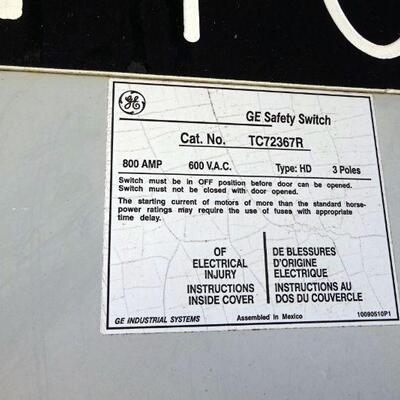 GE
GE Safety Switch
Cat. No. TC72367R
800 AMP 600 V.A.C. Type: HD 3 Poles
Switch must be in OFF position before door can be opened.
Switch must not be closed with door opened.
The starting current of motors of more than the standard horse-
power ratings may require the use of fuses with appropriate
time delay.
OF
ELECTRICAL
INJURY
INSTRUCTIONS
INSIDE COVER
DE BLESSURES
D'ORIGINE
ELECTRIQUE
INSTRUCTIONS AU
DOS DU COUVERCLE
GE INDUSTRIAL SYSTEMS Assembled in Mexico 10090510P1